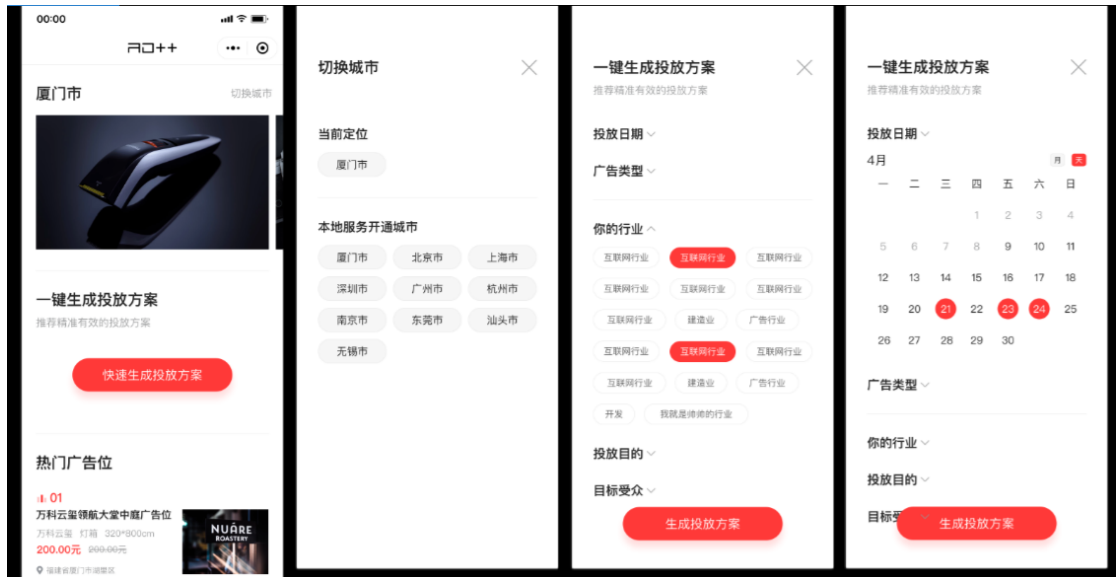 00:00
AD++
厦门市
切换城市
一键生成投放方案
推荐精准有效的投放方案
快速生成投放方案
热门广告位
01
万科云玺领航大堂中庭广告位
万科云玺 灯箱 320*800cm
200.00元 200.00元
福建省厦门市湖里区
NUARE
ROASTERY
切换城市
当前定位
厦门市
本地服务开通城市
厦门市 北京市 上海市
深圳市 广州市 杭州市
南京市 东莞市 汕头市
无锡市
一键生成投放方案
推荐精准有效的投放方案
投放日期
广告类型
你的行业
互联网行业 互联网行业 互联网行业
互联网行业 互联网行业 互联网行业
互联网行业 建造业 广告行业
互联网行业 互联网行业 互联网行业
互联网行业 建造业 广告行业
开发 我就是帅帅的行业
投放目的
目标受众
生成投放方案
一键生成投放方案
推荐精准有效的投放方案
投放日期
4月 月 天
一 二 三 四 五 六 日
1 2 3 4
5 6 7 8 9 10 11
12 13 14 15 16 17 18
19 20 21 22 23 24 25
26 27 28 29 30
广告类型
你的行业
投放目的
目标受
生成投放方案